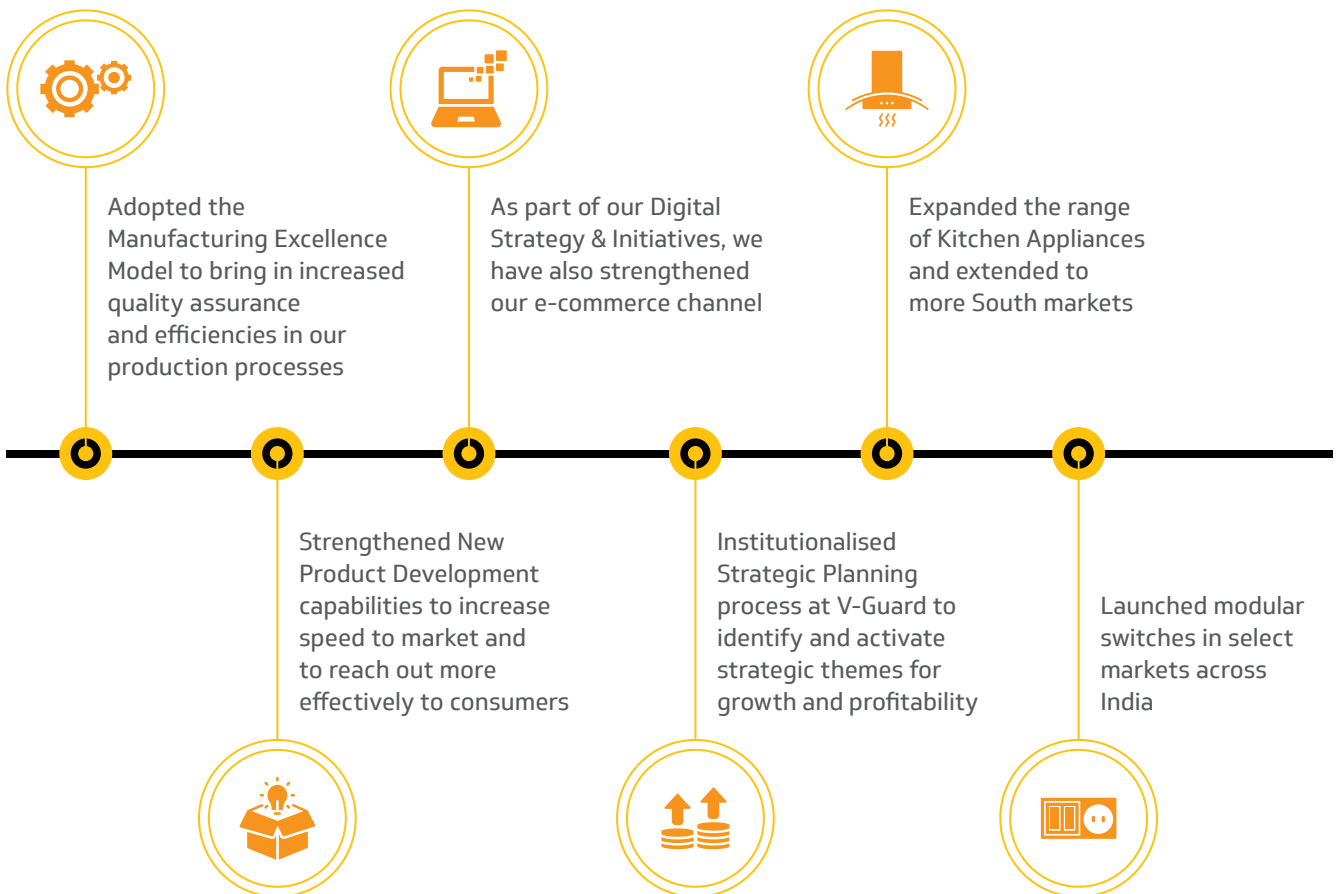 Adopted the
Manufacturing Excellence
Model to bring in increased
quality assurance
and efficiencies in our
production processes
As part of our Digital
Strategy & Initiatives, we
have also strengthened
our e-commerce channel
Expanded the range
of Kitchen Appliances
and extended to
more South markets
Strengthened New
Product Development
capabilities to increase
speed to market and
to reach out more
effectively to consumers
Institutionalised
Strategic Planning
process at V-Guard to
identify and activate
strategic themes for
growth and profitability
Launched modular
switches in select
markets across
India